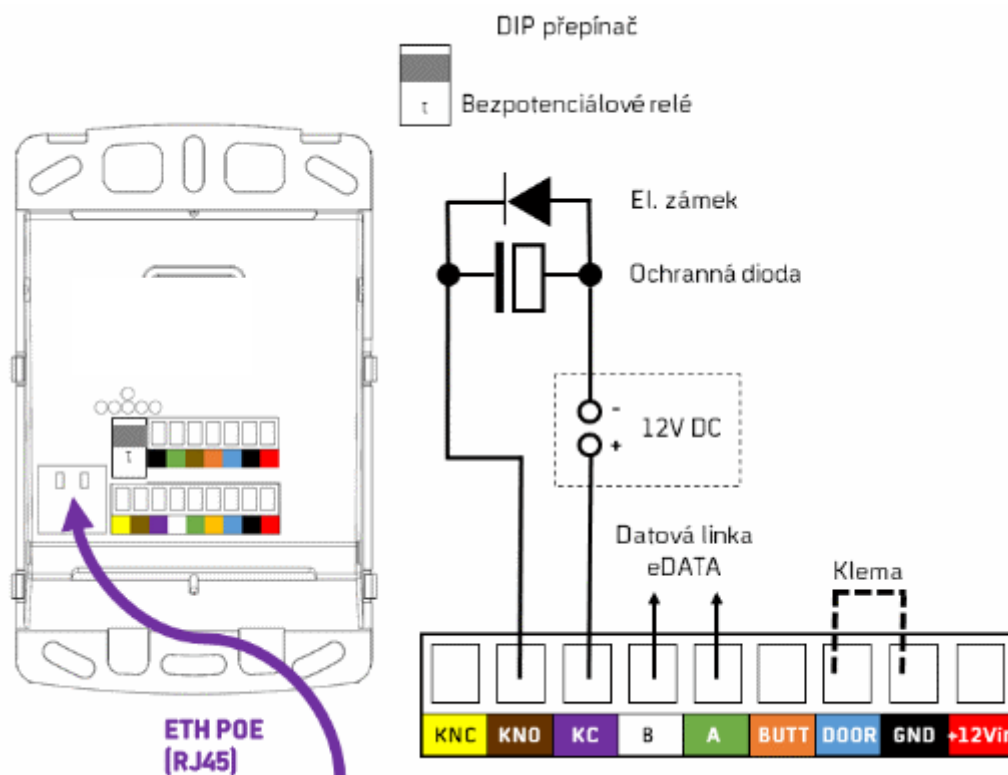 DIP přepínač
Bezpotenciálové relé
El. zámek
Ochranná dioda
-
+
12V DC
Datová linka
eDATA
Klema
KNC KNO KC B A BUTT DOOR GND +12Vin
ETH POE
(RJ45)